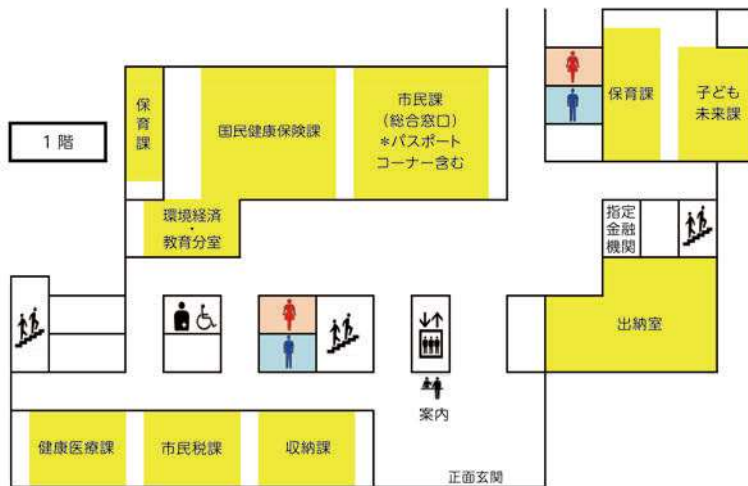 1階
保育課
国民健康保険課
市民課
(総合窓口)
*パスポート
コーナー含む
保育課
子ども
未来課
環境経済
・
教育分室
指定
金融
機関
出納室
案内
健康医療課
市民税課
収納課
正面玄関